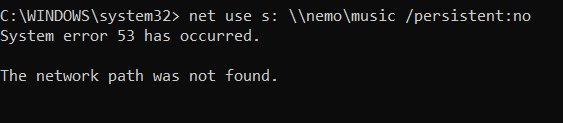 C:\WINDOWS\system32> net use s: \\nemo\music /persistent:no
System error 53 has occurred.
The network path was not found.